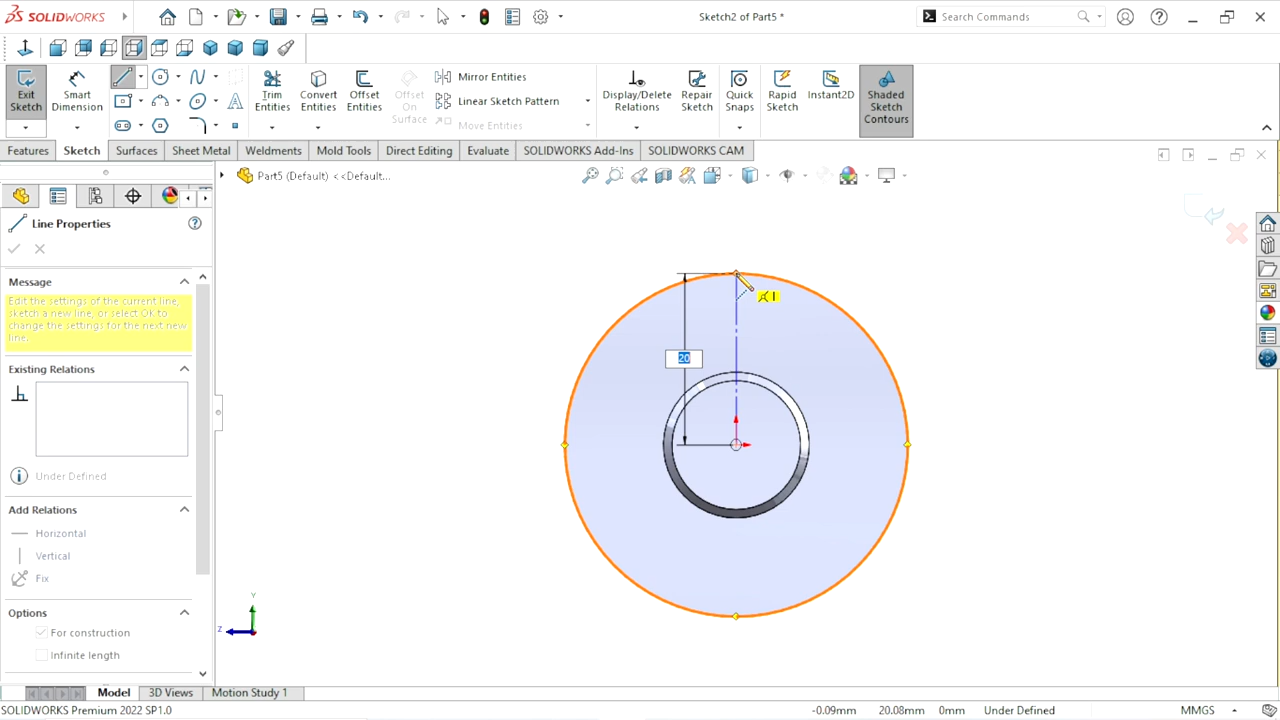 SOLIDWORKS
Sketch2 of Part5 *
Search Commands
Exit Sketch
Smart Dimension
Trim Entities
Convert Entities
Offset Entities
Offset On Surface
Mirror Entities
Linear Sketch Pattern
Move Entities
Display/Delete Relations
Repair Sketch
Quick Snaps
Rapid Sketch
Instant2D
Shaded Sketch Contours
Features
Sketch
Surfaces
Sheet Metal
Weldments
Mold Tools
Direct Editing
Evaluate
SOLIDWORKS Add-Ins
SOLIDWORKS CAM
Part5 (Default) <<Default...
Line Properties
Message
Edit the settings of the current line,
sketch a new line, or select Ok to
change the settings for the next new
line.
Existing Relations
Under Defined
Add Relations
Horizontal
Vertical
Fix
Options
For construction
Infinite length
20
Y
Z
Model
3D Views
Motion Study 1
SOLIDWORKS Premium 2022 SP1.0
-0.09mm
20.08mm
0mm
Under Defined
MMGS